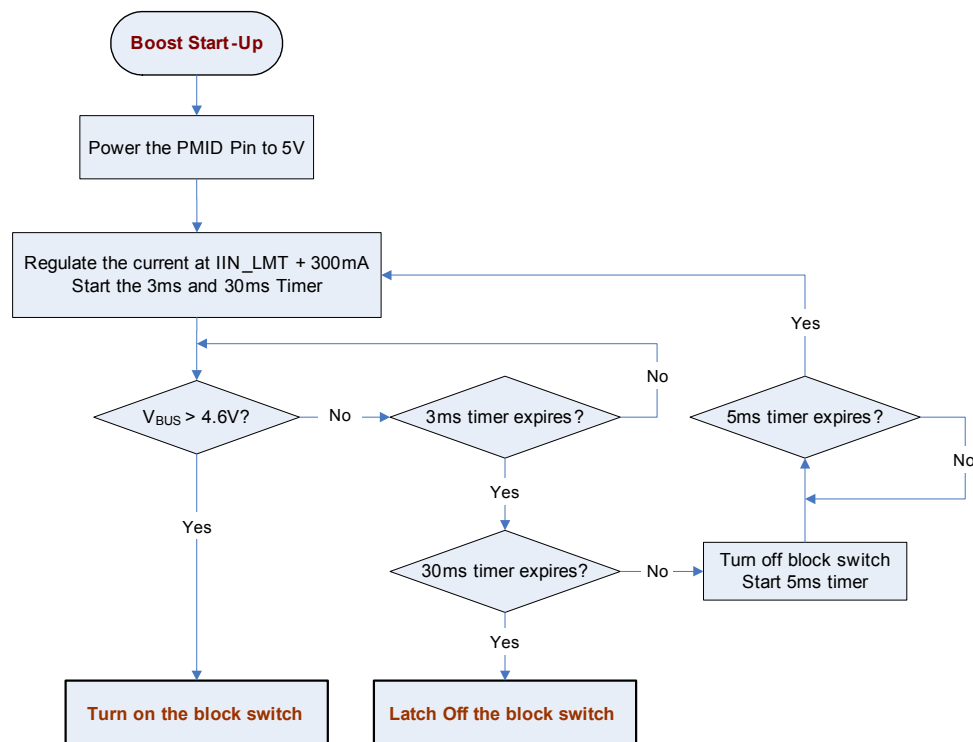 Boost Start-Up
Power the PMID Pin to 5V
Regulate the current at IIN_LMT + 300mA
Start the 3ms and 30ms Timer
Yes
No
VBUS > 4.6V?
No
3ms timer expires?
5ms timer expires?
No
Yes
Yes
30ms timer expires?
No
Turn off block switch
Start 5ms timer
Yes
Turn on the block switch
Latch Off the block switch